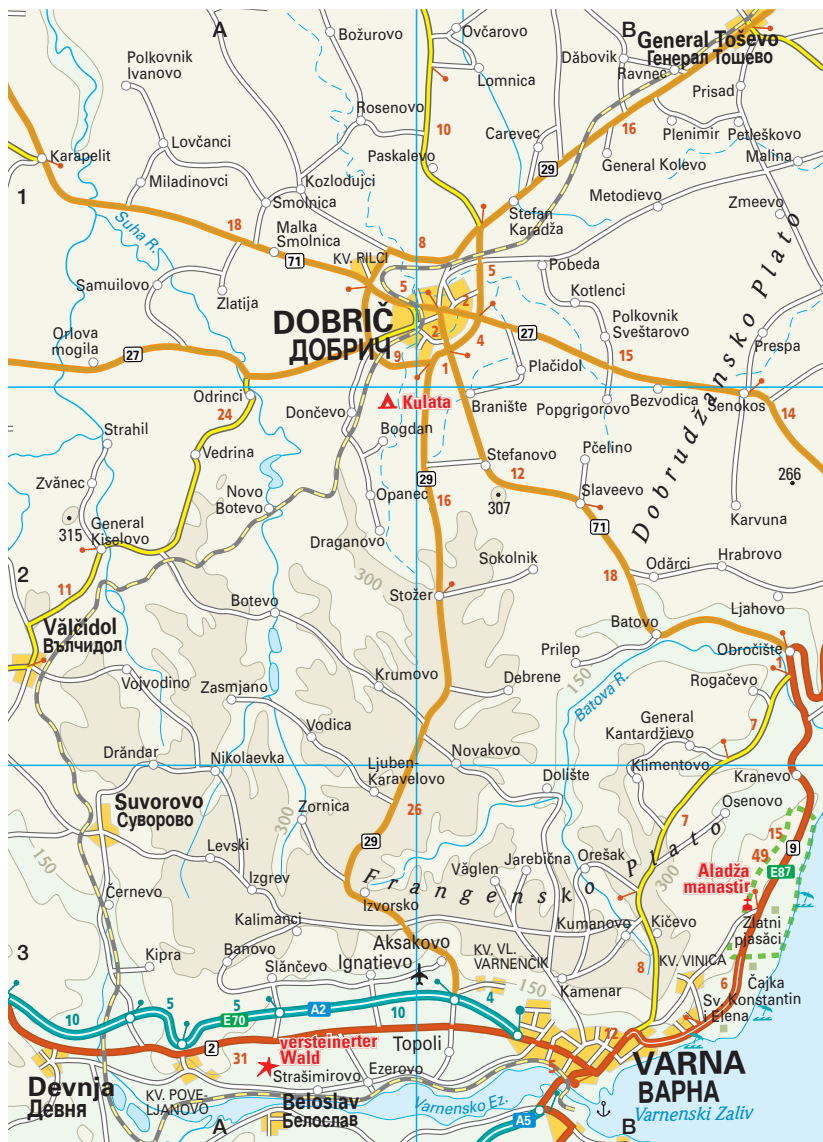 A
B
Božurovo
Ovčarovo
General Toševo
Генерал Тошево
Polkovnik
Ivanovo
Lomnica
Dăbovik
Ravnec
Prisad
Rosenovo
10
16
Carevec
Plenimir
Petleškovo
Lovčanci
Karapelit
Paskalevo
29
General Kolevo
Malina
1
Miladinovci
Kozlodujci
Smolnica
Metodievo
Zmeevo
Suha R.
Stefan
Karadža
18
Malka
Smolnica
8
71
KV. RILCI
5
Pobeda
Samuilovo
Zlatija
5
2
Kotlenci
DOBRIČ
ДОБРИЧ
Polkovnik
Sveštarovo
Orlova
mogila
27
2
4
27
15
Prespa
9
1
Plačidol
Dobrudžansko Plato
Odrinci
24
Kulata
Dončevo
Branište
Popgrigorovo
Bezvodica
Senokos
14
Strahil
Bogdan
Vedrina
Stefanovo
Pčelino
12
Zvănec
29
266
Novo
Botevo
Opanec
16
307
Slaveevo
Karvuna
315
General
Kiselovo
Draganovo
71
300
Sokolnik
Hrabrovo
2
11
18
Odărci
Stožer
Botevo
Ljahovo
Vălčidol
Вълчидол
Batovo
Prilep
Obročište
1
150
Vojvodino
Krumovo
Debrene
Rogačevo
Zasmjano
Batova R.
7
Vodica
General
Kantardžievo
Drăndar
Nikolaevka
Ljuben-
Karavelovo
Novakovo
Klimentovo
Dolište
Kranevo
Suvorovo
Суворово
300
Zornica
26
Osenovo
7
15
29
9
49
150
Levski
Jarebična
Orešak
E87
Văglen
300
Aladža
manastir
Frangensko Plato
Izgrev
Izvorsko
Černevo
Kalimanci
Kumanovo
Kičevo
Zlatni
pjasăci
3
Aksakovo
Banovo
KV. VL.
VARNENČIK
KV. VINICA
Kipra
Ignatievo
Slănčevo
8
6
Čajka
150
Kamenar
Sv. Konstantin
i Elena
5
5
4
10
E70
A2
10
12
2
31
versteinerter
Wald
Topoli
VARNA
ВАРНА
Devnja
Девня
Strašimirovo
Ezerovo
5
KV. POVE-
LJANOVO
Beloslav
Белослав
Varnensko Ez.
A5
Varnenski Zaliv
A
B